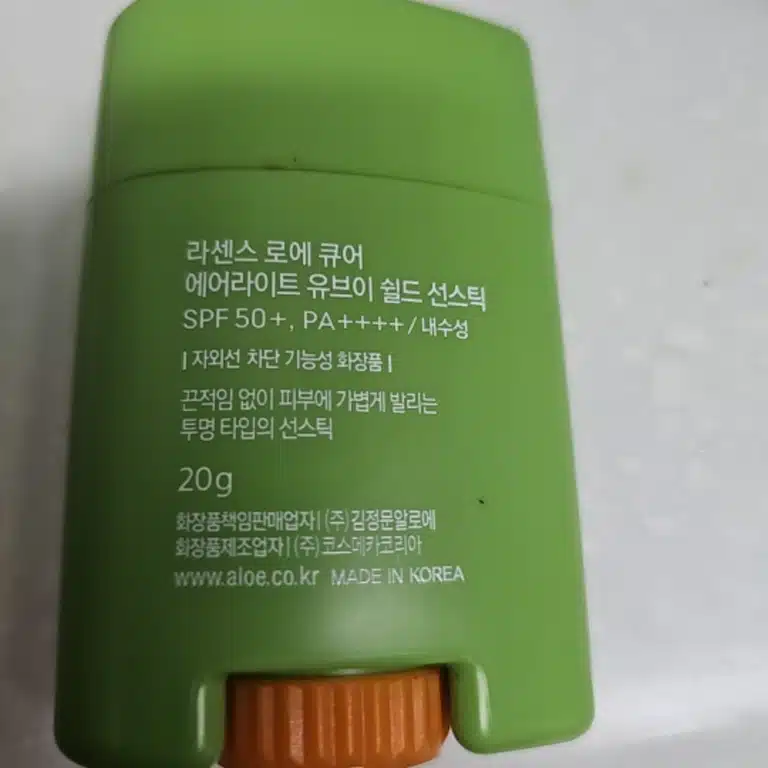 라센스 로에 큐어
에어라이트 유브이 쉴드 선스틱
SPF 50+, PA++++ / 내수성
| 자외선 차단 기능성 화장품 |
끈적임 없이 피부에 가볍게 발리는
투명 타입의 선스틱
20g
화장품책임판매업자 | (주)김정문알로에
화장품제조업자 | (주)코스메카코리아
www.aloe.co.kr MADE IN KOREA